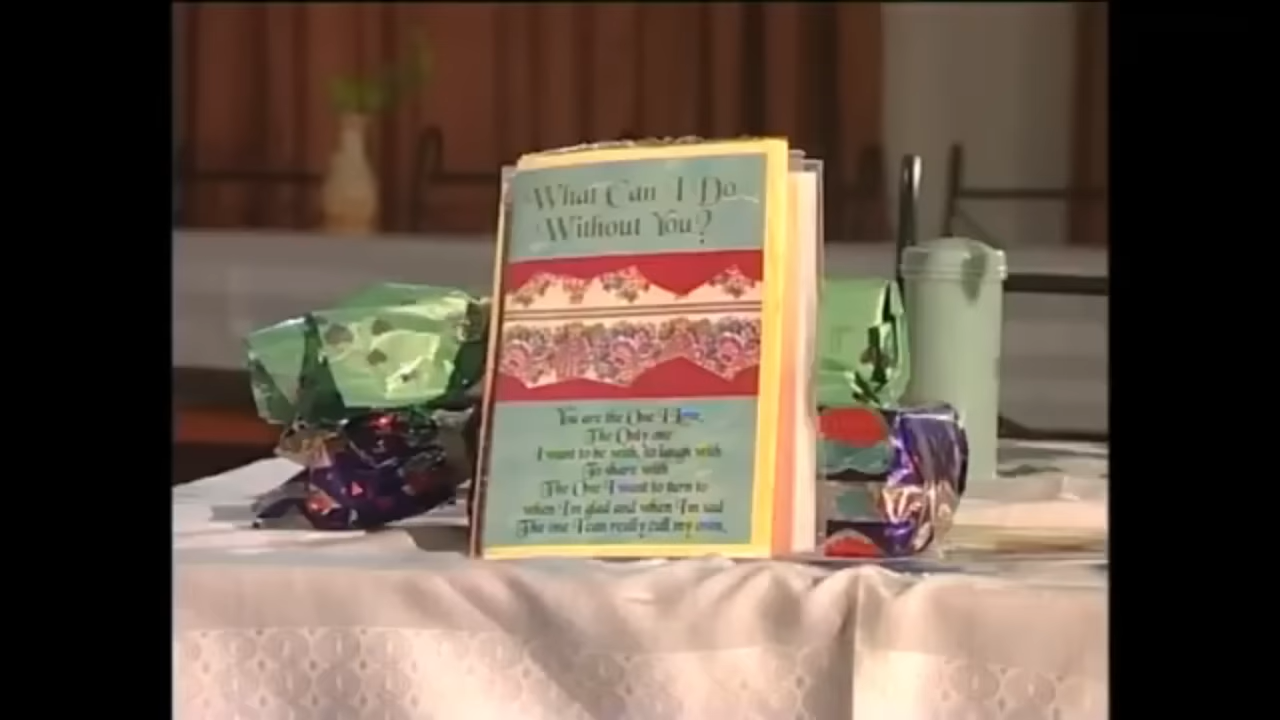 What Can I Do
Without You?
You are the One I love,
The Only one
I want to be with, to laugh with
To share with
The One I want to turn to
when I'm glad and when I'm sad
The one I can really call my own.